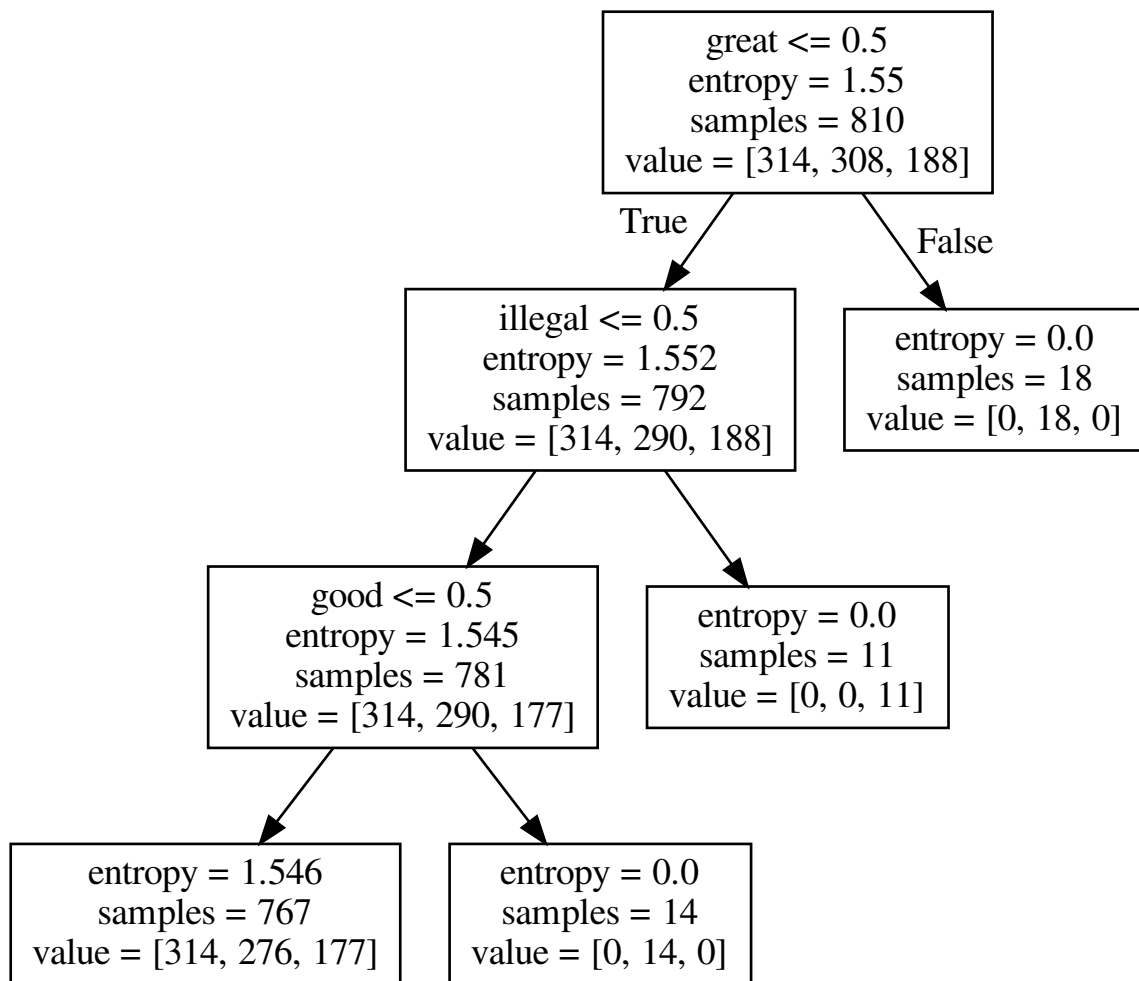 great <= 0.5
entropy = 1.55
samples = 810
value = [314, 308, 188]
True
False
illegal <= 0.5
entropy = 1.552
samples = 792
value = [314, 290, 188]
entropy = 0.0
samples = 18
value = [0, 18, 0]
good <= 0.5
entropy = 1.545
samples = 781
value = [314, 290, 177]
entropy = 0.0
samples = 11
value = [0, 0, 11]
entropy = 1.546
samples = 767
value = [314, 276, 177]
entropy = 0.0
samples = 14
value = [0, 14, 0]